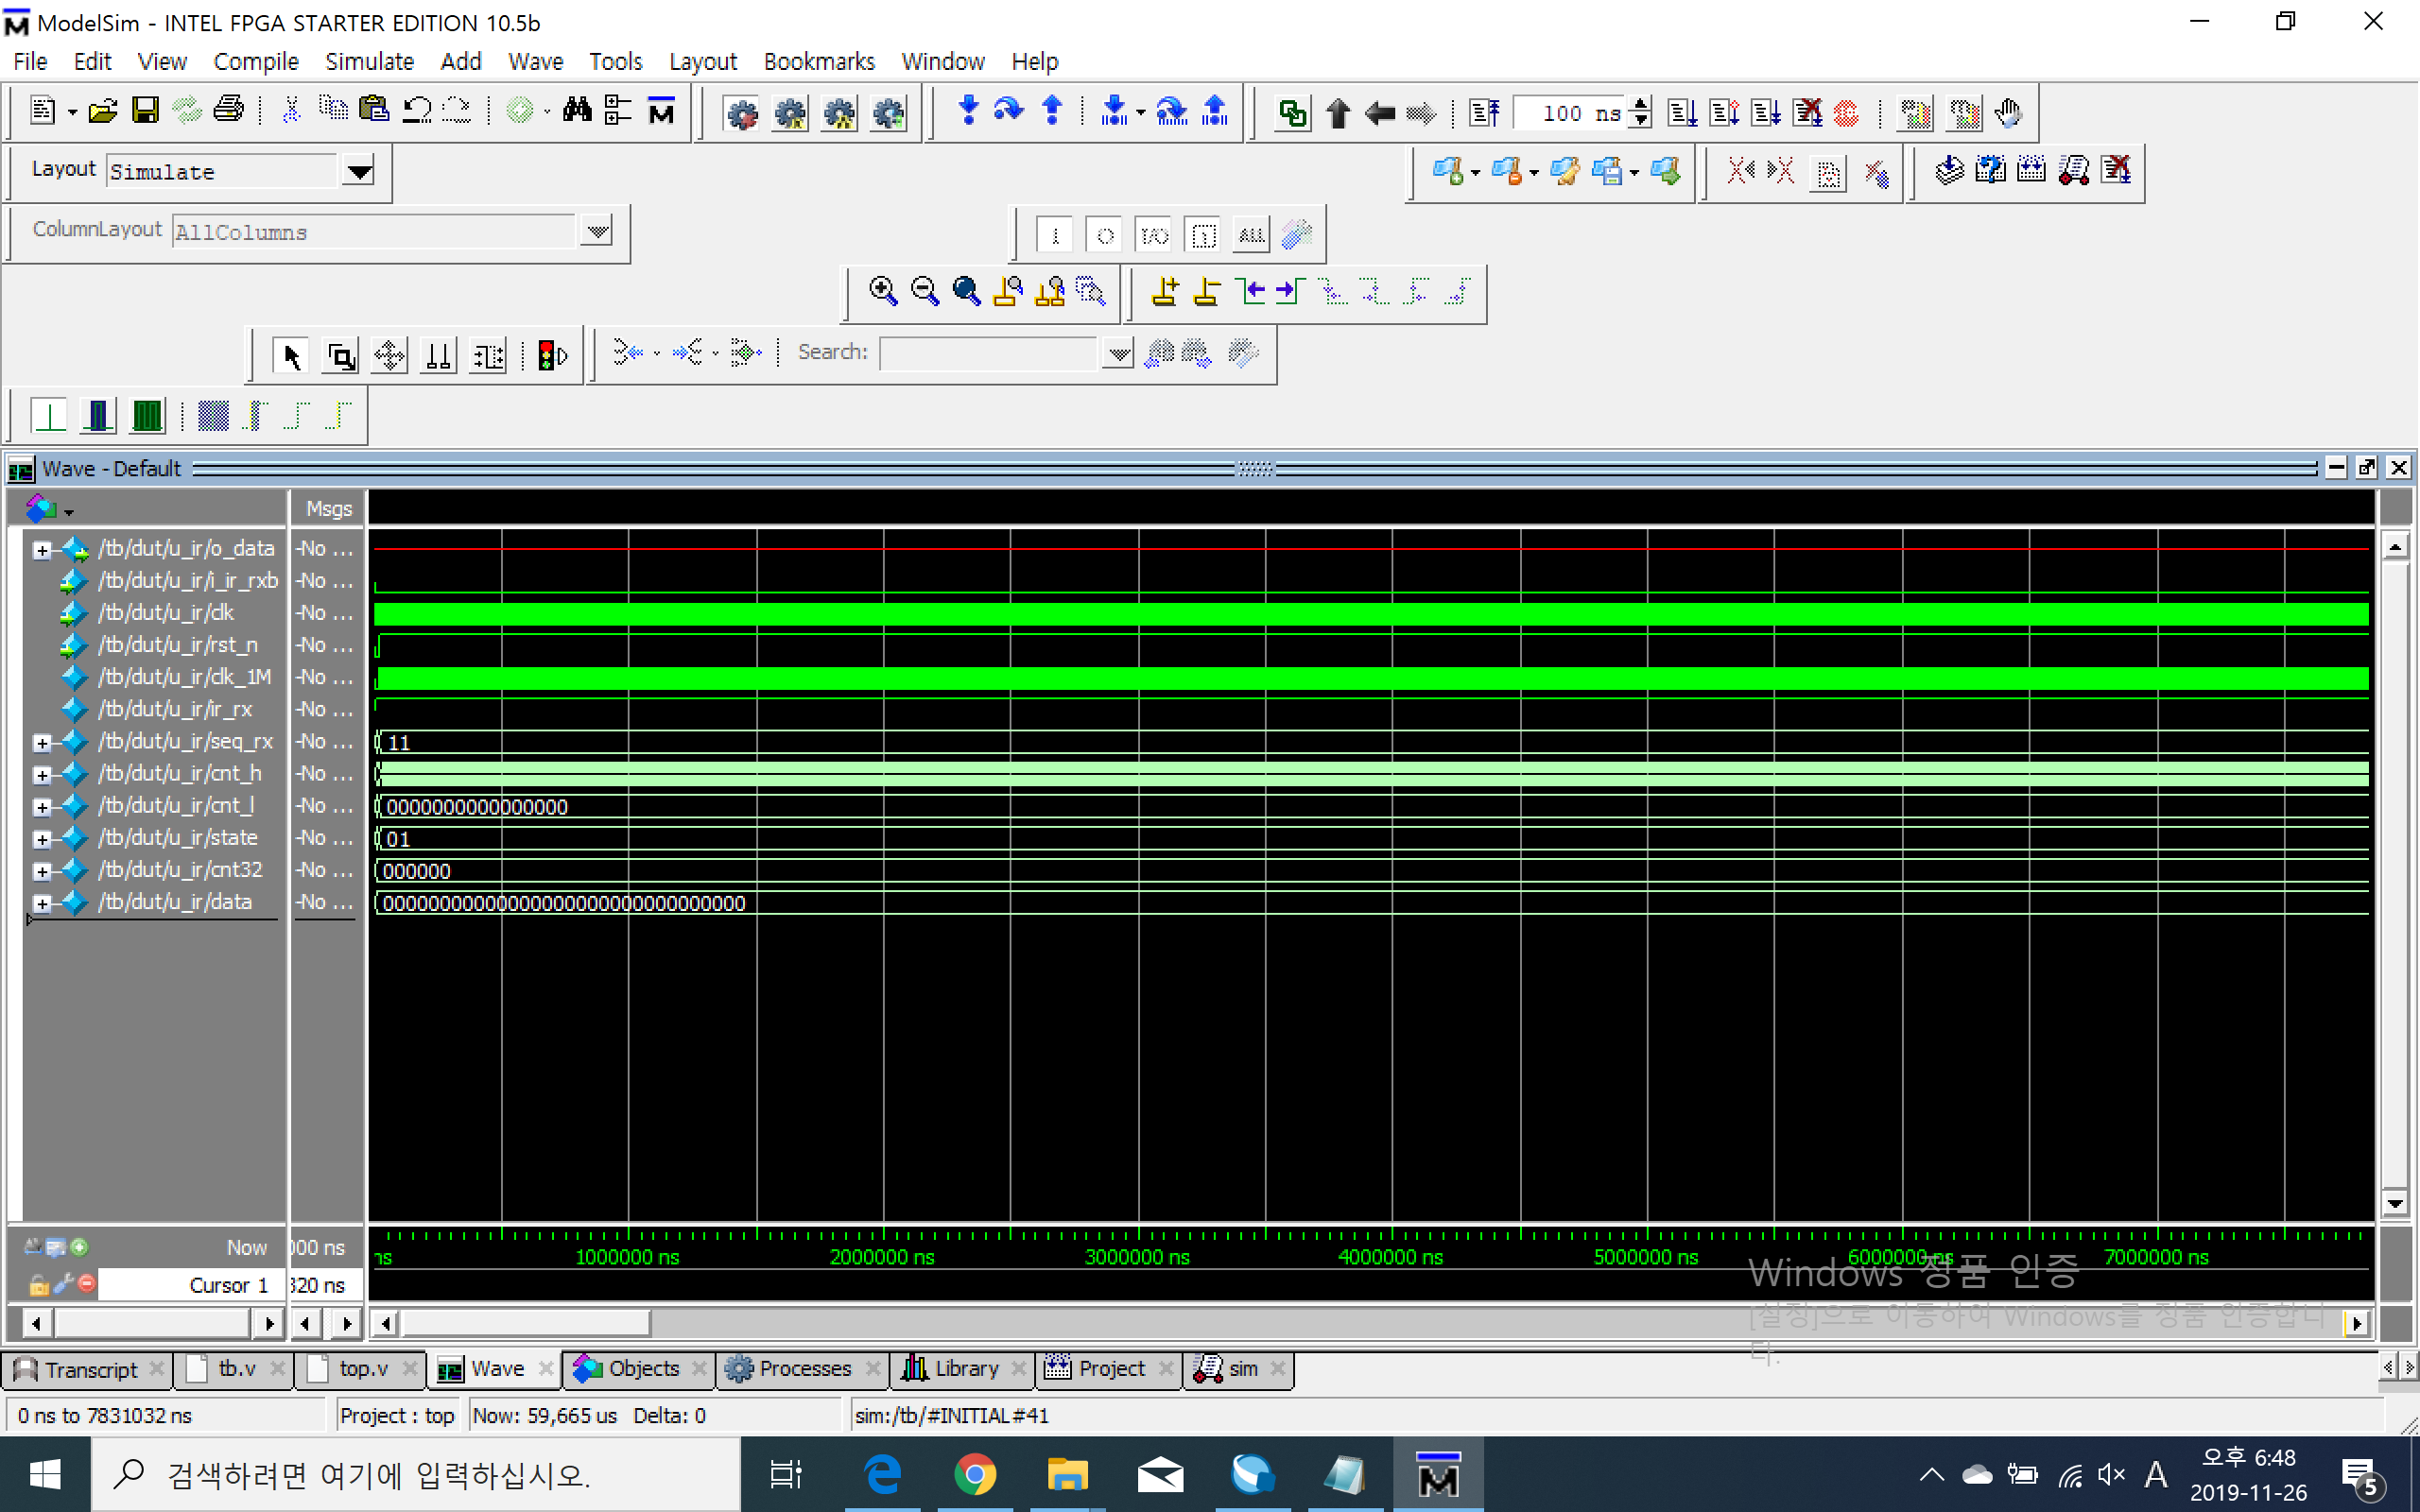 ModelSim - INTEL FPGA STARTER EDITION 10.5b
File Edit View Compile Simulate Add Wave Tools Layout Bookmarks Window Help
100 ns
Layout Simulate
ColumnLayout AllColumns
I/O ALL
Search:
Wave - Default
Msgs
/tb/dut/u_ir/o_data -No ...
/tb/dut/u_ir/i_ir_rxb -No ...
/tb/dut/u_ir/clk -No ...
/tb/dut/u_ir/rst_n -No ...
/tb/dut/u_ir/clk_1M -No ...
/tb/dut/u_ir/ir_rx -No ...
/tb/dut/u_ir/seq_rx -No ... 11
/tb/dut/u_ir/cnt_h -No ...
/tb/dut/u_ir/cnt_l -No ... 0000000000000000
/tb/dut/u_ir/state -No ... 01
/tb/dut/u_ir/cnt32 -No ... 000000
/tb/dut/u_ir/data -No ... 00000000000000000000000000000000
Now 000 ns ns 1000000 ns 2000000 ns 3000000 ns 4000000 ns 5000000 ns 6000000 ns 7000000 ns
Cursor 1 320 ns
Windows 정품 인증
[설정]으로 이동하여 Windows를 정품 인증합니
다.
Transcript tb.v top.v Wave Objects Processes Library Project sim
0 ns to 7831032 ns Project : top Now: 59,665 us Delta: 0 sim:/tb/#INITIAL#41
검색하려면 여기에 입력하십시오.
A 오후 6:48
2019-11-26
5